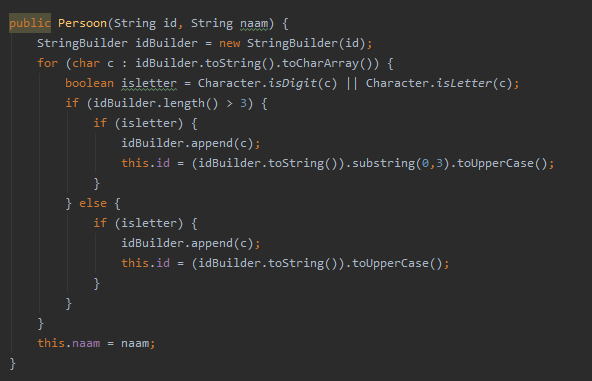 public Persoon(String id, String naam) {
    StringBuilder idBuilder = new StringBuilder(id);
    for (char c : idBuilder.toString().toCharArray()) {
        boolean isletter = Character.isDigit(c) || Character.isLetter(c);
        if (idBuilder.length() > 3) {
            if (isletter) {
                idBuilder.append(c);
                this.id = (idBuilder.toString()).substring(0,3).toUpperCase();
            }
        } else {
            if (isletter) {
                idBuilder.append(c);
                this.id = (idBuilder.toString()).toUpperCase();
            }
        }
    }
    this.naam = naam;
}